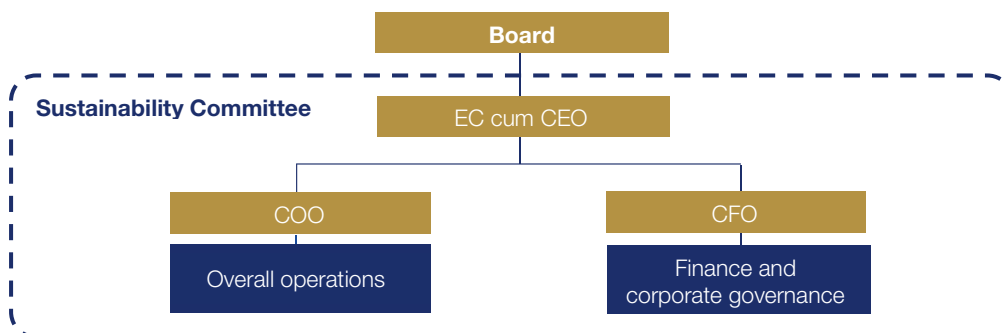 Board
Sustainability Committee
EC cum CEO
COO
CFO
Overall operations
Finance and
corporate governance